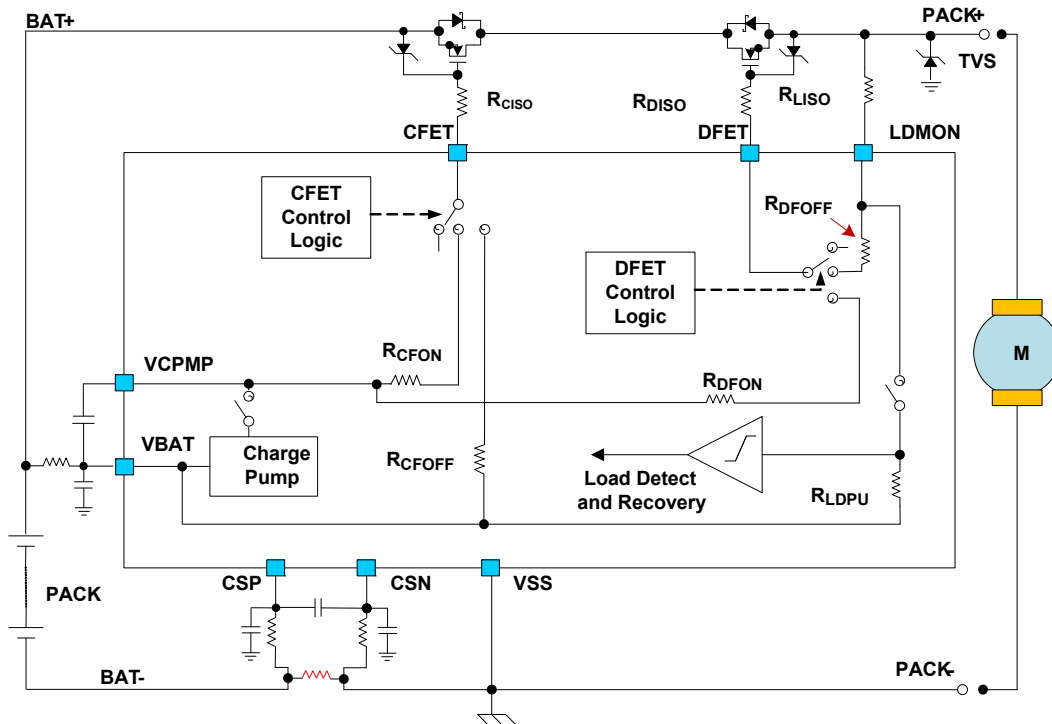 BAT+
PACK+
TVS
RCISO
RDISO
RLISO
CFET
DFET
LDMON
CFET
Control
Logic
RDFOFF
DFET
Control
Logic
M
VCPMP
RCFON
RDFON
VBAT
Charge
Pump
RCFOFF
Load Detect
and Recovery
RLDPU
CSP
CSN
VSS
PACK
BAT-
PACK-